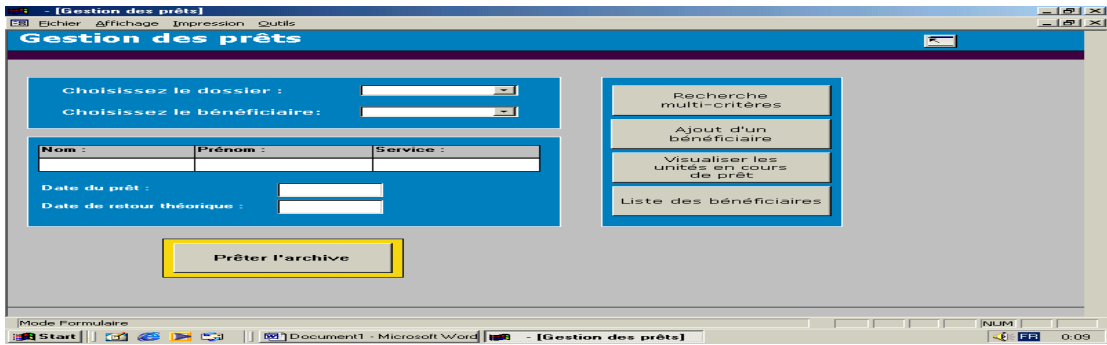 - [Gestion des prêts]
Fichier Affichage Impression Outils
Gestion des prêts
Choisissez le dossier :
Choisissez le bénéficiaire:
Nom : Prénom : Service :
Date du prêt :
Date de retour théorique :
Prêter l'archive
Recherche
multi-critères
Ajout d'un
bénéficiaire
Visualiser les
unités en cours
de prêt
Liste des bénéficiaires
Mode Formulaire NUM
Start Document1 - Microsoft Word - [Gestion des prêts] FR 0:09